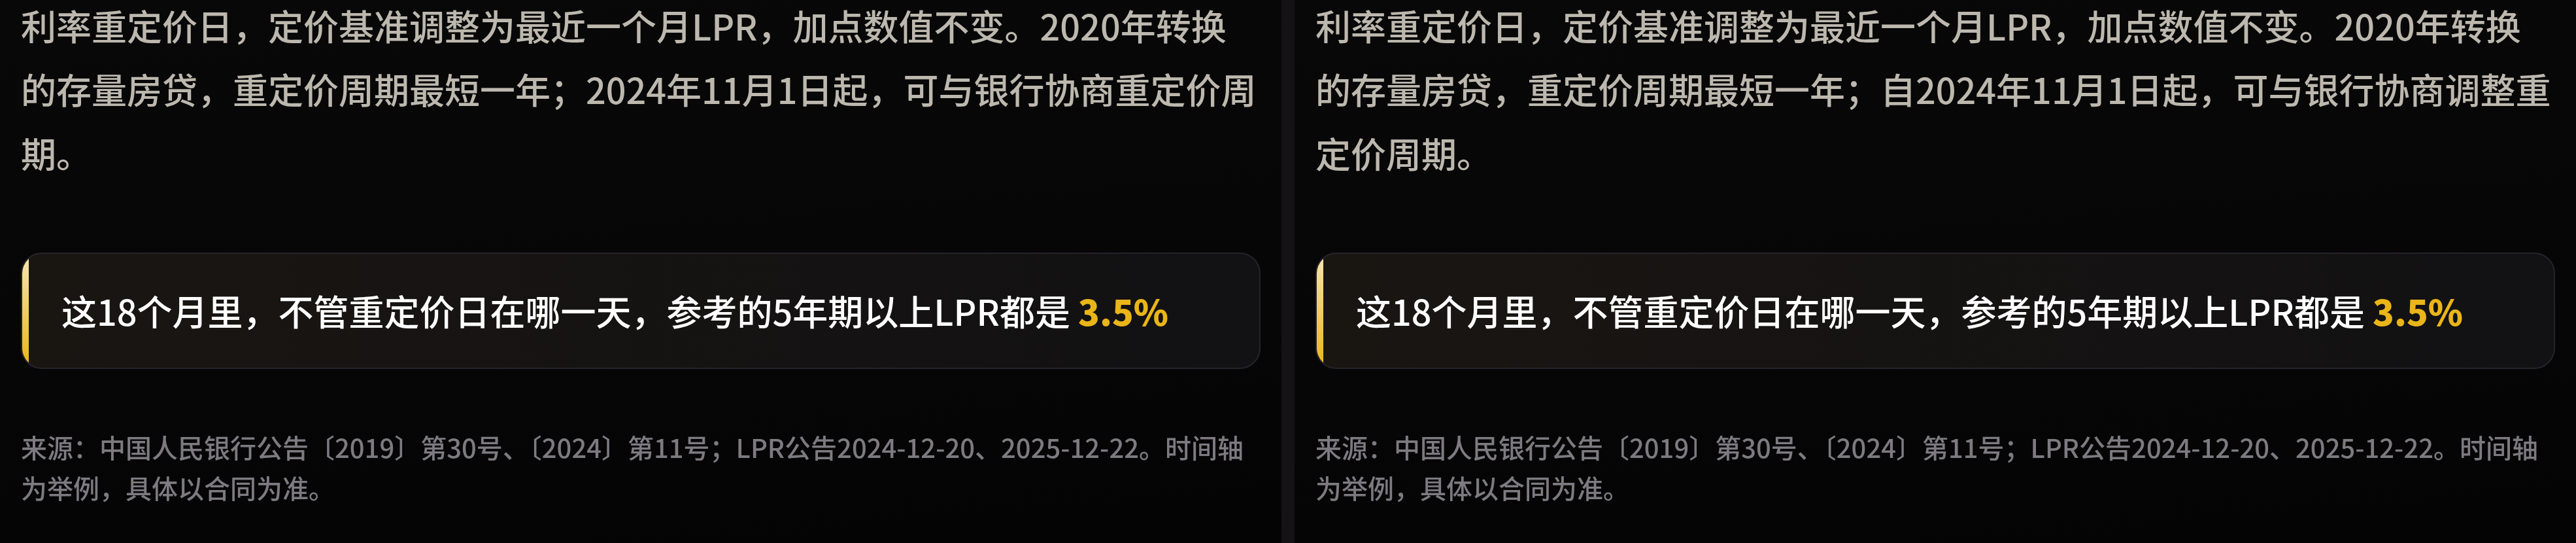 利率重定价日，定价基准调整为最近一个月LPR，加点数值不变。2020年转换
的存量房贷，重定价周期最短一年；2024年11月1日起，可与银行协商重定价周
期。
这18个月里，不管重定价日在哪一天，参考的5年期以上LPR都是 3.5%
来源：中国人民银行公告〔2019〕第30号、〔2024〕第11号；LPR公告2024-12-20、2025-12-22。时间轴
为举例，具体以合同为准。
利率重定价日，定价基准调整为最近一个月LPR，加点数值不变。2020年转换
的存量房贷，重定价周期最短一年；自2024年11月1日起，可与银行协商调整重
定价周期。
这18个月里，不管重定价日在哪一天，参考的5年期以上LPR都是 3.5%
来源：中国人民银行公告〔2019〕第30号、〔2024〕第11号；LPR公告2024-12-20、2025-12-22。时间轴
为举例，具体以合同为准。